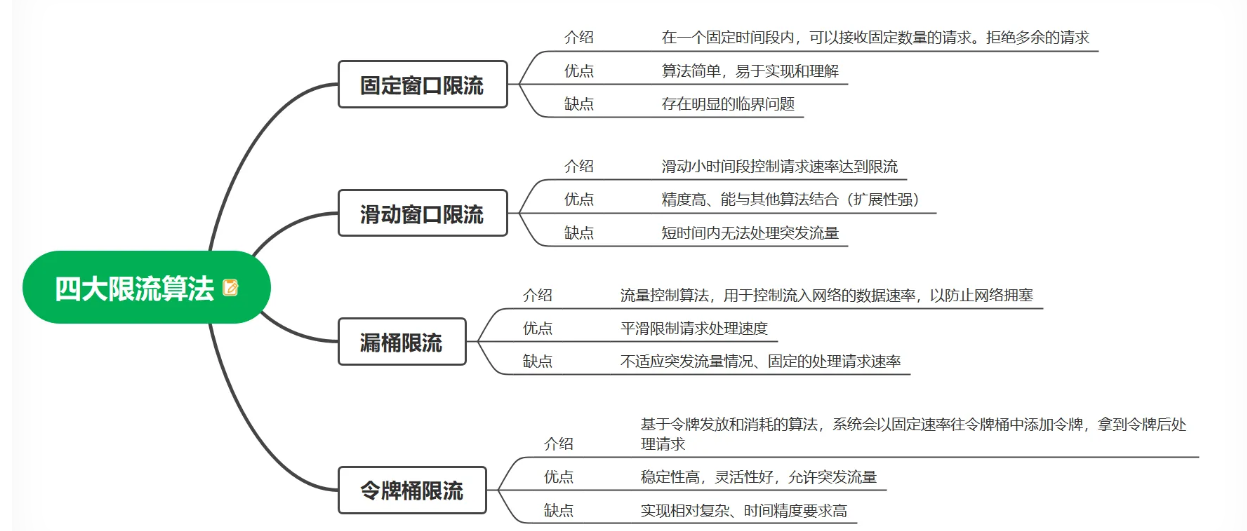 四大限流算法
固定窗口限流
介绍 在一个固定时间段内，可以接收固定数量的请求。拒绝多余的请求
优点 算法简单，易于实现和理解
缺点 存在明显的临界问题
滑动窗口限流
介绍 滑动小时间段控制请求速率达到限流
优点 精度高、能与其他算法结合（扩展性强）
缺点 短时间内无法处理突发流量
漏桶限流
介绍 流量控制算法，用于控制流入网络的数据速率，以防止网络拥塞
优点 平滑限制请求处理速度
缺点 不适应突发流量情况、固定的处理请求速率
令牌桶限流
介绍 基于令牌发放和消耗的算法，系统会以固定速率往令牌桶中添加令牌，拿到令牌后处
理请求
优点 稳定性高，灵活性好，允许突发流量
缺点 实现相对复杂、时间精度要求高